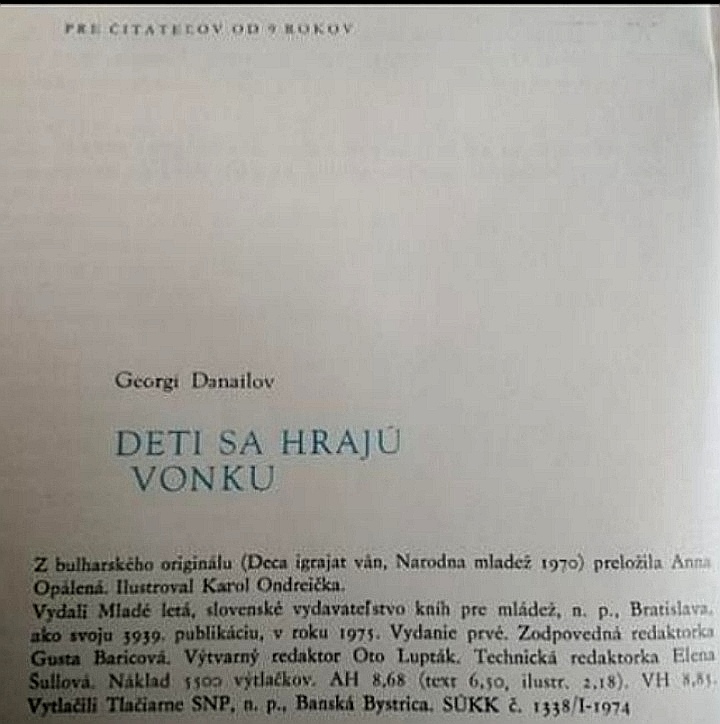 PRE ČITATEĽOV OD 9 ROKOV
Georgi Danailov
DETI SA HRAJÚ
VONKU
Z bulharského originálu (Deca igrajat văn, Narodna mladež 1970) preložila Anna
Opálená. Ilustroval Karol Ondreička.
Vydali Mladé letá, slovenské vydavateľstvo kníh pre mládež, n. p., Bratislava,
ako svoju 3939. publikáciu, v roku 1975. Vydanie prvé. Zodpovedná redaktorka
Gusta Baricová. Výtvarný redaktor Oto Lupták. Technická redaktorka Elena
Šullová. Náklad 5500 výtlačkov. AH 8,68 (text 6,50, ilustr. 2,18). VH 8,85.
Vytlačili Tlačiarne SNP, n. p., Banská Bystrica. SÚKK č. 1338/I-1974